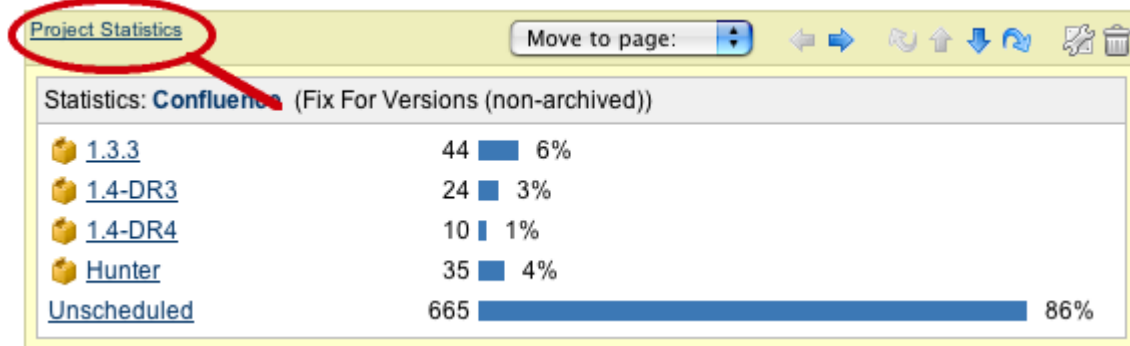 Project Statistics Move to page:
Statistics: Confluence (Fix For Versions (non-archived))
1.3.3 44 6%
1.4-DR3 24 3%
1.4-DR4 10 1%
Hunter 35 4%
Unscheduled 665 86%